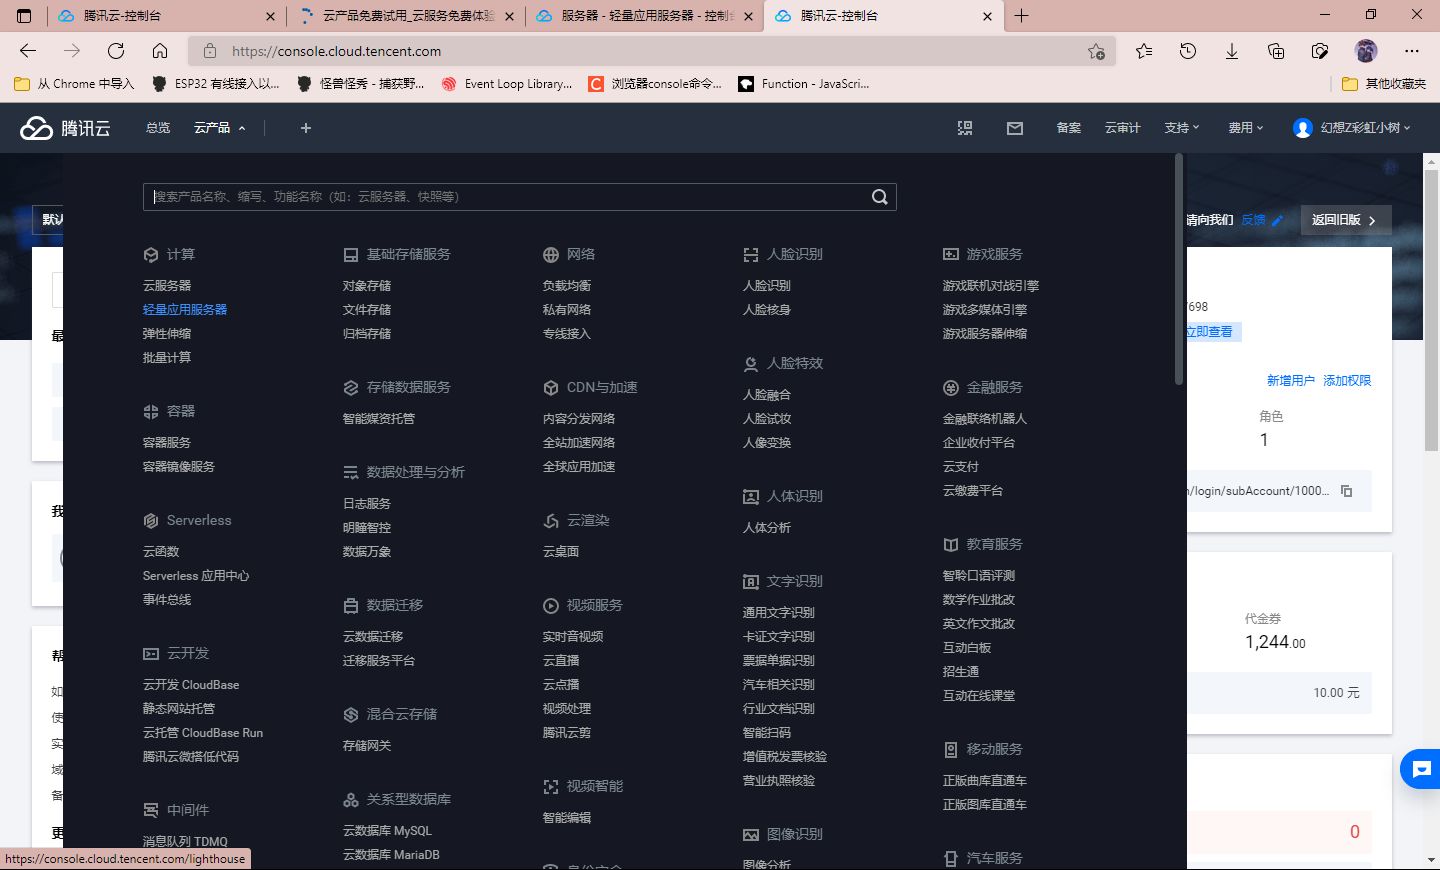 腾讯云-控制台
云产品免费试用_云服务免费体验
服务器 - 轻量应用服务器 - 控制台
腾讯云-控制台
https://console.cloud.tencent.com
从 Chrome 中导入
ESP32 有线接入以...
怪兽怪秀 - 捕获野...
Event Loop Library...
浏览器console命令...
Function - JavaScri...
其他收藏夹
腾讯云
总览
云产品
备案
云审计
支持
费用
幻想Z彩虹小树
搜索产品名称、缩写、功能名称（如：云服务器、快照等）
默认
请向我们 反馈
返回旧版
计算
云服务器
轻量应用服务器
弹性伸缩
批量计算
容器
容器服务
容器镜像服务
Serverless
云函数
Serverless 应用中心
事件总线
云开发
云开发 CloudBase
静态网站托管
云托管 CloudBase Run
腾讯云微搭低代码
中间件
消息队列 TDMQ
基础存储服务
对象存储
文件存储
归档存储
存储数据服务
智能媒资托管
数据处理与分析
日志服务
明瞳智控
数据万象
数据迁移
云数据迁移
迁移服务平台
混合云存储
存储网关
关系型数据库
云数据库 MySQL
云数据库 MariaDB
网络
负载均衡
私有网络
专线接入
CDN与加速
内容分发网络
全站加速网络
全球应用加速
云渲染
云桌面
视频服务
实时音视频
云直播
云点播
视频处理
腾讯云剪
视频智能
智能编辑
人脸识别
人脸识别
人脸核身
人脸特效
人脸融合
人脸试妆
人像变换
人体识别
人体分析
文字识别
通用文字识别
卡证文字识别
票据单据识别
汽车相关识别
行业文档识别
智能扫码
增值税发票核验
营业执照核验
图像识别
图像分析
游戏服务
游戏联机对战引擎
游戏多媒体引擎
游戏服务器伸缩
金融服务
金融联络机器人
企业收付平台
云支付
云缴费平台
教育服务
智聆口语评测
数学作业批改
英文作文批改
互动白板
招生通
互动在线课堂
移动服务
正版曲库直通车
正版图库直通车
汽车服务
最
我
帮
如
使
实
域
备
更
698
立即查看
新增用户 添加权限
角色
1
/login/subAccount/1000...
代金券
1,244.00
10.00 元
0
https://console.cloud.tencent.com/lighthouse